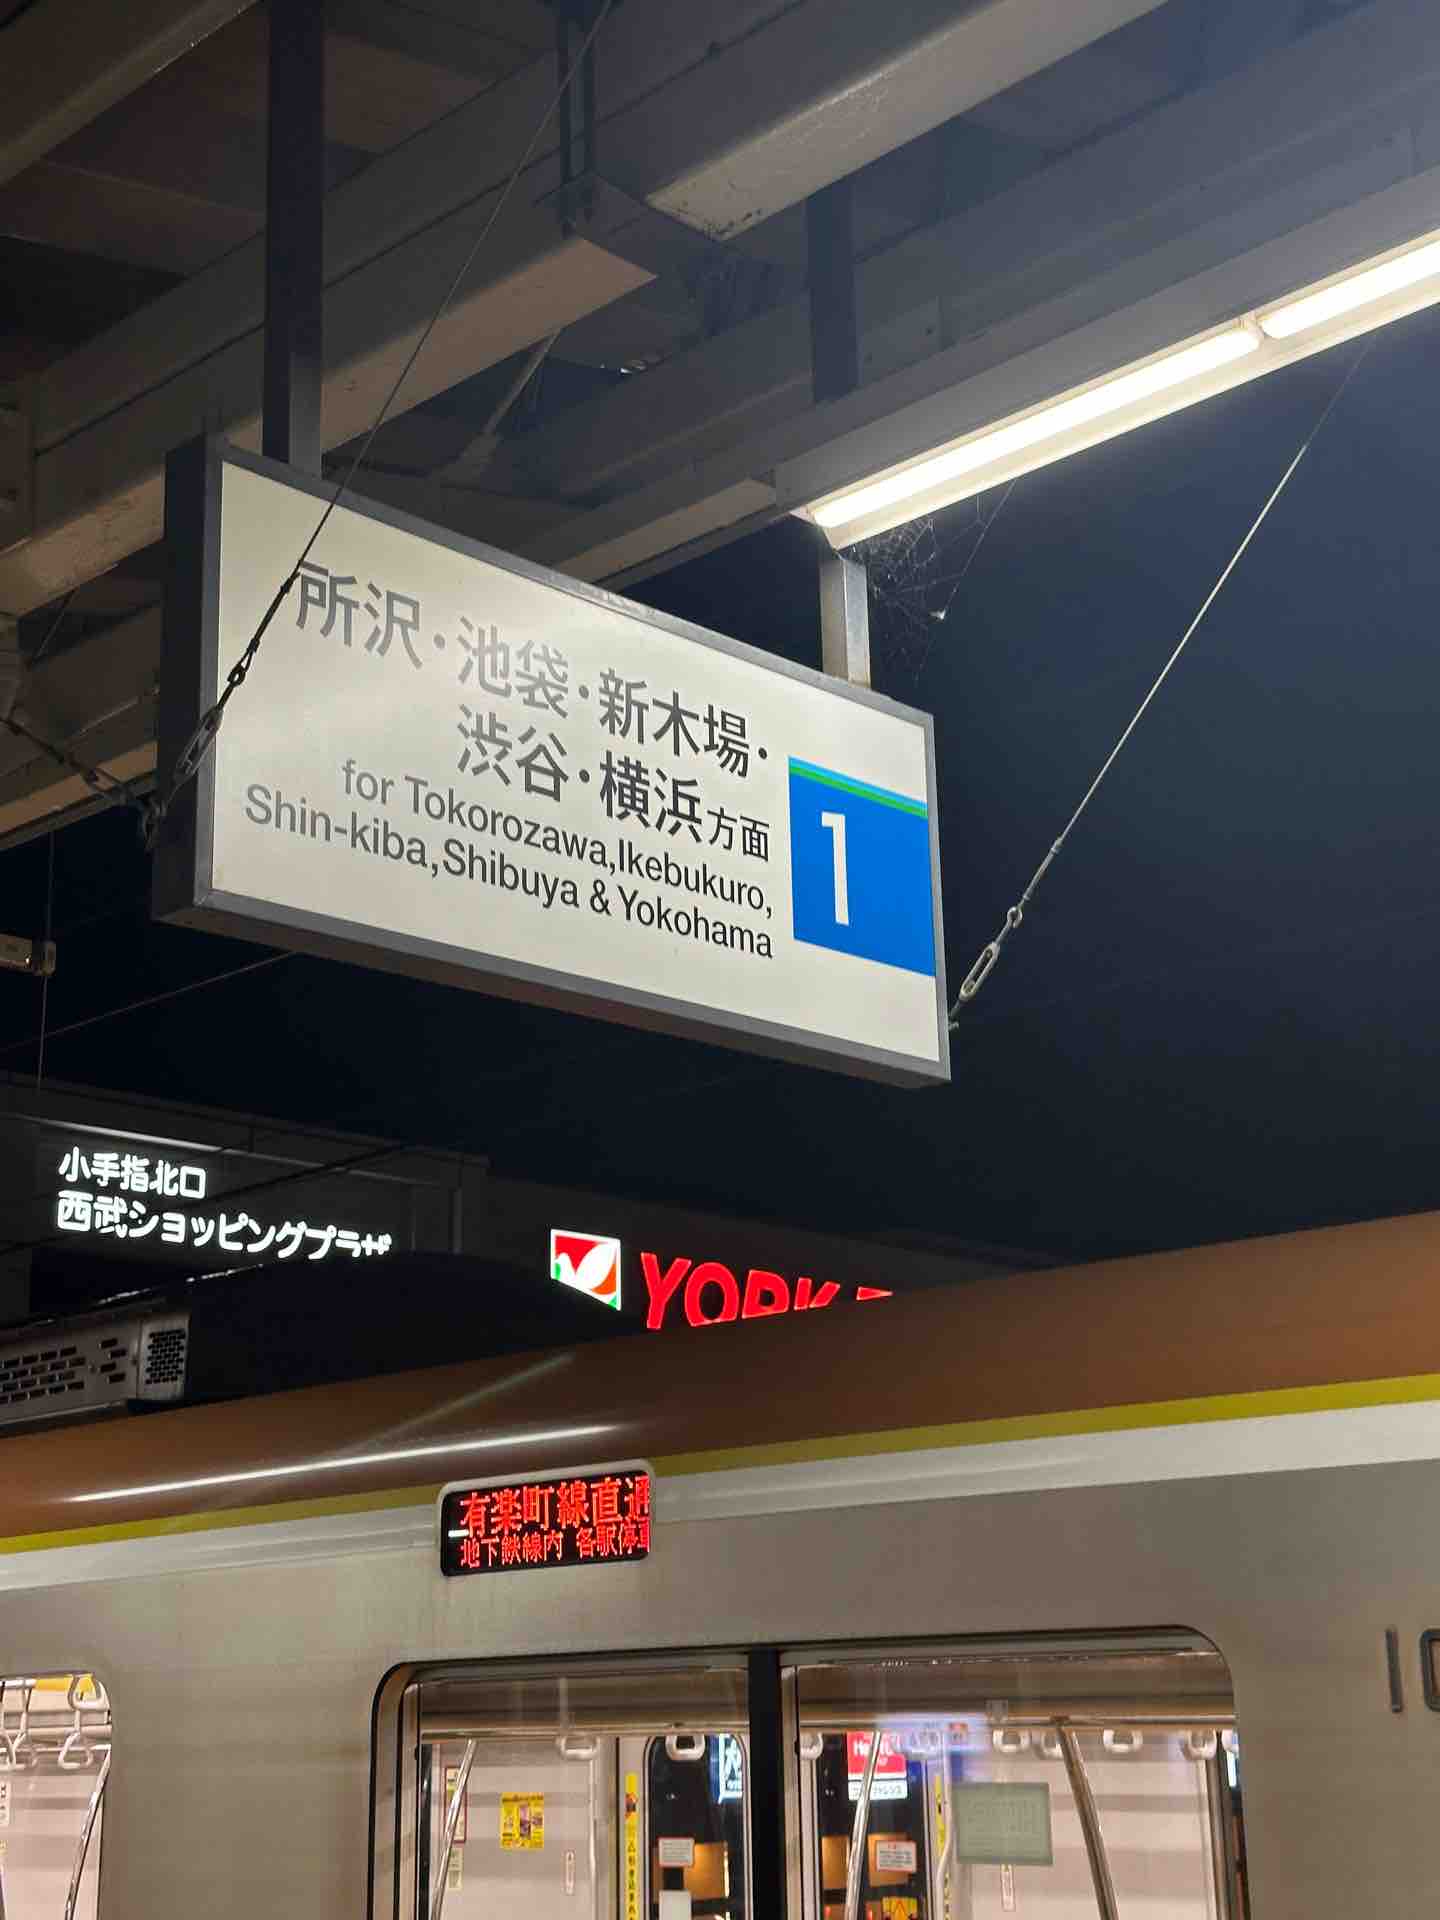 所沢・池袋・新木場・
渋谷・横浜方面
for Tokorozawa,Ikebukuro,
Shin-kiba,Shibuya & Yokohama
1
小手指北口
西武ショッピングプラザ
YORK
有楽町線直通
地下鉄線内 各駅停車